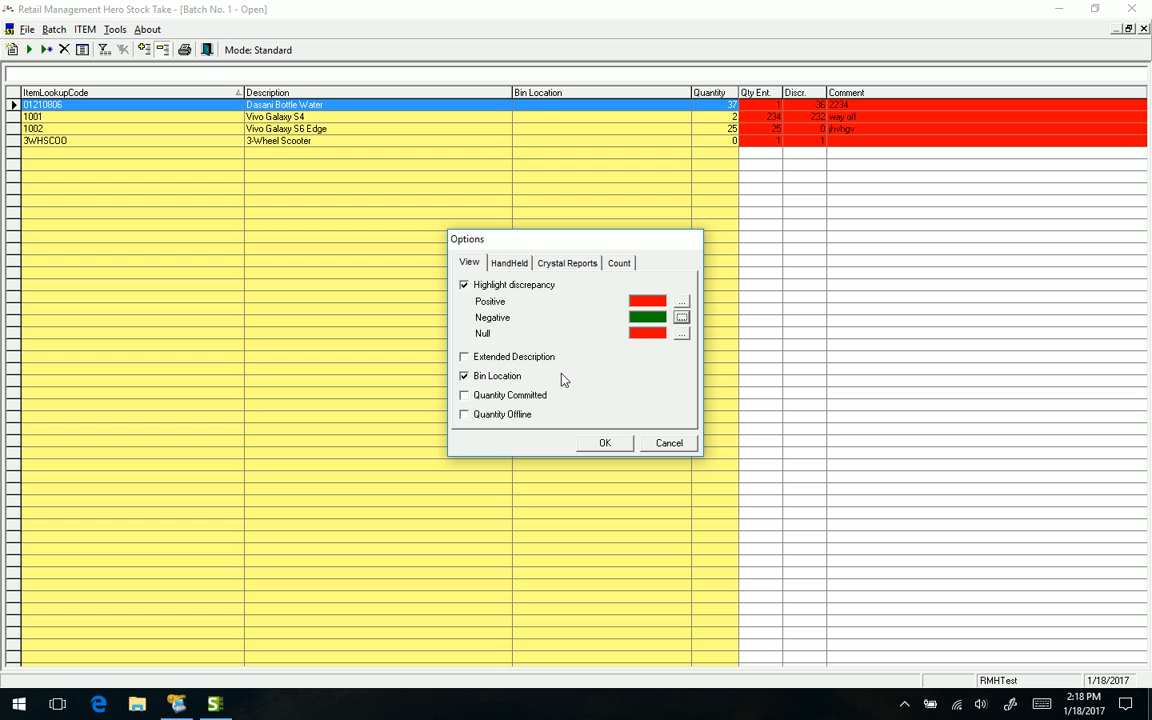 Retail Management Hero Stock Take - [Batch No. 1 - Open]
File Batch ITEM Tools About
Mode: Standard
ItemLookupCode Description Bin Location Quantity Qty Ent. Discr. Comment
01210806 Dasani Bottle Water 37 1 -36 2234
1001 Vivo Galaxy S4 2 234 232 way off
1002 Vivo Galaxy S6 Edge 25 25 0 jhvhgv
3WHSCOO 3-Wheel Scooter 0 1 1
Options
View HandHeld Crystal Reports Count
Highlight discrepancy
Positive ...
Negative ...
Null ...
Extended Description
Bin Location
Quantity Committed
Quantity Offline
OK Cancel
RMHTest 1/18/2017
2:18 PM
1/18/2017